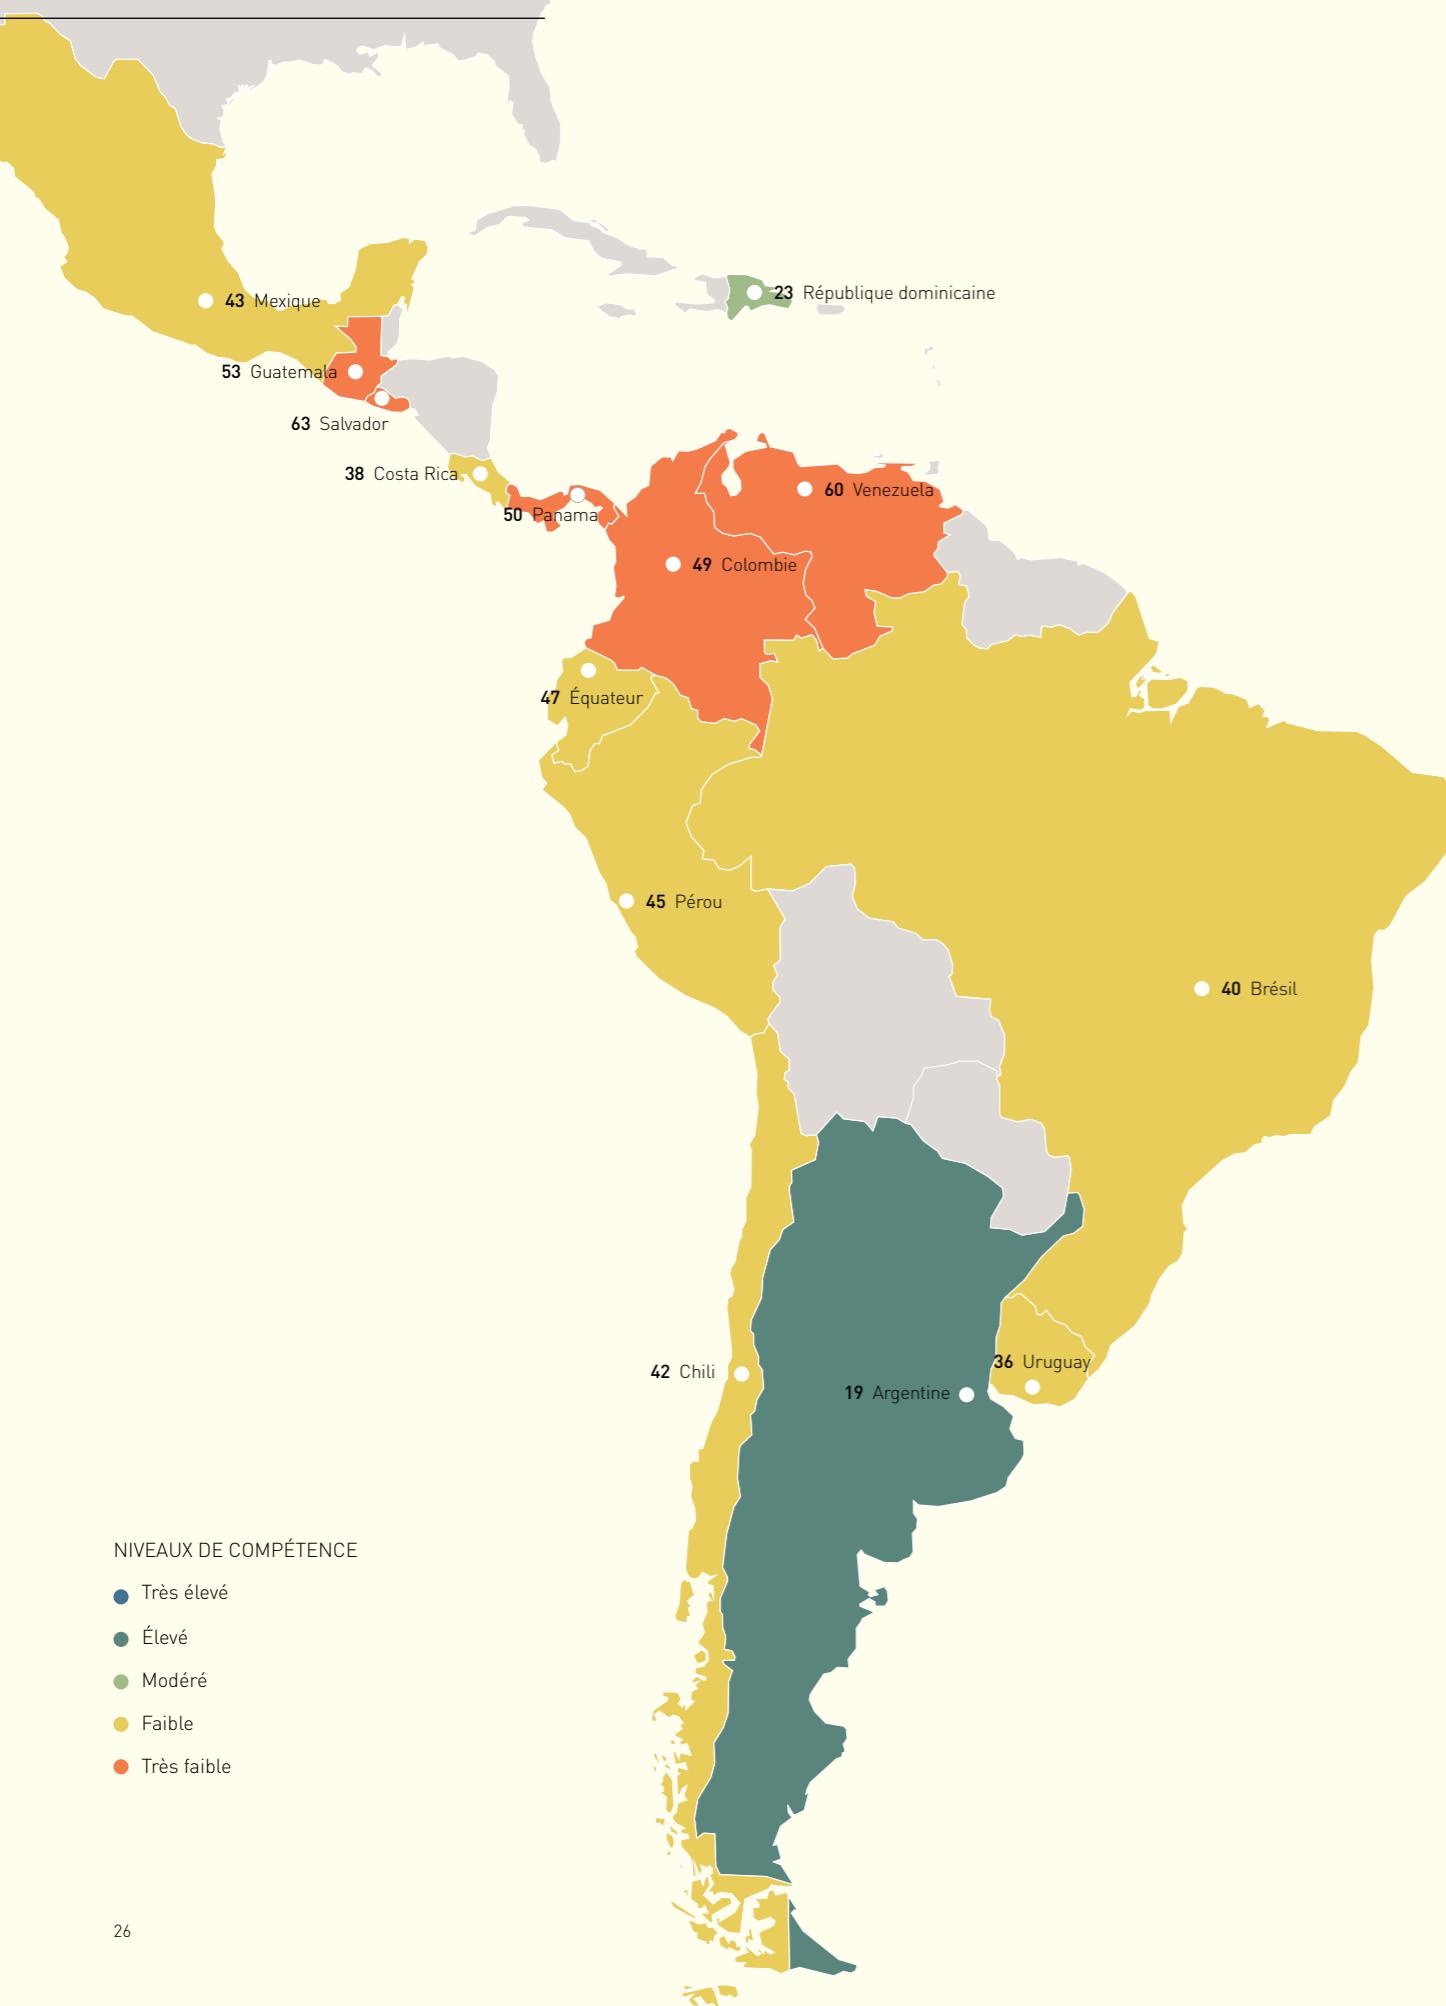 23 République dominicaine
43 Mexique
53 Guatemala
63 Salvador
38 Costa Rica
60 Venezuela
50 Panama
49 Colombie
47 Équateur
45 Pérou
40 Brésil
36 Uruguay
42 Chili
19 Argentine
NIVEAUX DE COMPÉTENCE
Très élevé
Élevé
Modéré
Faible
Très faible
26